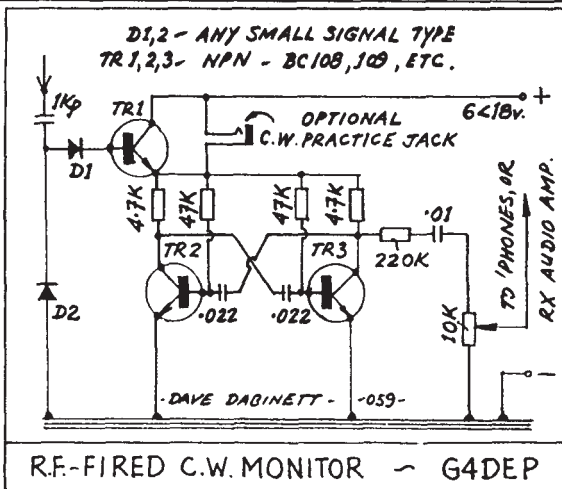 D1,2 - ANY SMALL SIGNAL TYPE
TR1,2,3 - NPN - BC108,109, ETC.
1Kp
TR1
OPTIONAL
C.W. PRACTICE JACK
6<18v.
+
D1
4.7K
47K
47K
4.7K
TR2
TR3
220K
.01
10K
TO 'PHONES, OR
RX AUDIO AMP.
D2
.022
.022
-
-DAVE DABINETT- -059-
R.F.-FIRED C.W. MONITOR ~ G4DEP